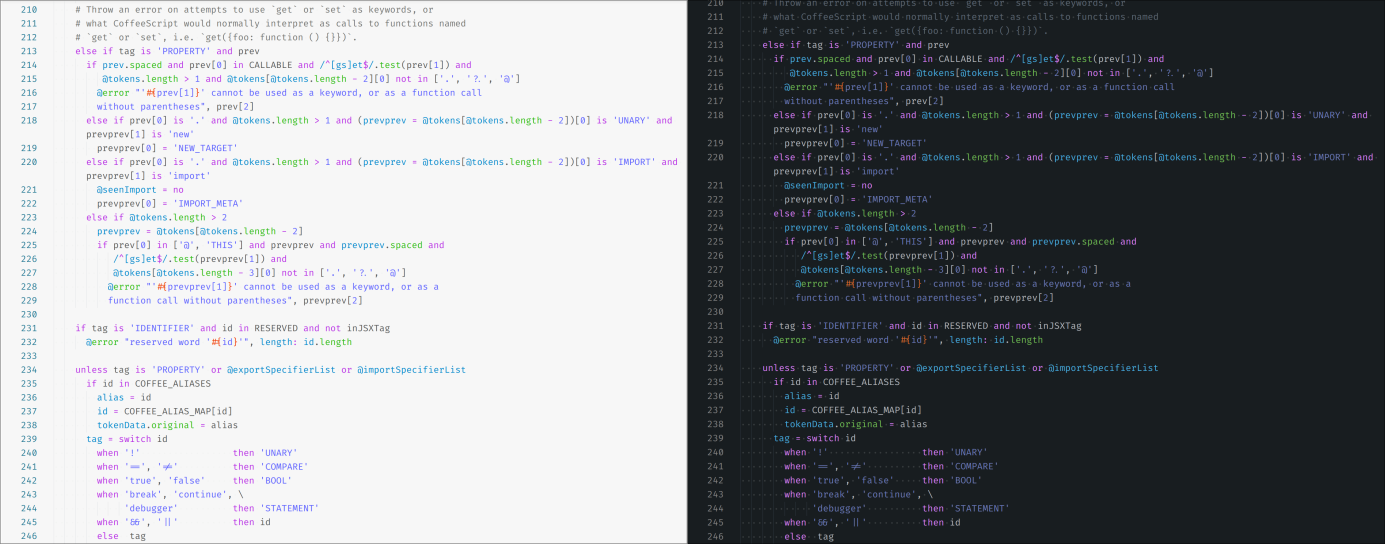 210 # Throw an error on attempts to use `get` or `set` as keywords, or
211 # what CoffeeScript would normally interpret as calls to functions named
212 # `get` or `set`, i.e. `get({foo: function () {}})`.
213 else if tag is 'PROPERTY' and prev
214 if prev.spaced and prev[0] in CALLABLE and /^[gs]et$/.test(prev[1]) and
215 @tokens.length > 1 and @tokens[@tokens.length - 2][0] not in ['.', '?.', '@']
216 @error "'#{prev[1]}' cannot be used as a keyword, or as a function call
217 without parentheses", prev[2]
218 else if prev[0] is '.' and @tokens.length > 1 and (prevprev = @tokens[@tokens.length - 2])[0] is 'UNARY' and
prevprev[1] is 'new'
219 prevprev[0] = 'NEW_TARGET'
220 else if prev[0] is '.' and @tokens.length > 1 and (prevprev = @tokens[@tokens.length - 2])[0] is 'IMPORT' and
prevprev[1] is 'import'
221 @seenImport = no
222 prevprev[0] = 'IMPORT_META'
223 else if @tokens.length > 2
224 prevprev = @tokens[@tokens.length - 2]
225 if prev[0] in ['@', 'THIS'] and prevprev and prevprev.spaced and
226 /^[gs]et$/.test(prevprev[1]) and
227 @tokens[@tokens.length - 3][0] not in ['.', '?.', '@']
228 @error "'#{prevprev[1]}' cannot be used as a keyword, or as a
229 function call without parentheses", prevprev[2]
230
231 if tag is 'IDENTIFIER' and id in RESERVED and not inJSXTag
232 @error "reserved word '#{id}'", length: id.length
233
234 unless tag is 'PROPERTY' or @exportSpecifierList or @importSpecifierList
235 if id in COFFEE_ALIASES
236 alias = id
237 id = COFFEE_ALIAS_MAP[id]
238 tokenData.original = alias
239 tag = switch id
240 when '!' then 'UNARY'
241 when '==', '!=' then 'COMPARE'
242 when 'true', 'false' then 'BOOL'
243 when 'break', 'continue', \
244 'debugger' then 'STATEMENT'
245 when '&&', '||' then id
246 else tag
210 # Throw an error on attempts to use `get` or `set` as keywords, or
211 # what CoffeeScript would normally interpret as calls to functions named
212 # `get` or `set`, i.e. `get({foo: function () {}})`.
213 else if tag is 'PROPERTY' and prev
214 if prev.spaced and prev[0] in CALLABLE and /^[gs]et$/.test(prev[1]) and
215 @tokens.length > 1 and @tokens[@tokens.length - 2][0] not in ['.', '?.', '@']
216 @error "'#{prev[1]}' cannot be used as a keyword, or as a function call
217 without parentheses", prev[2]
218 else if prev[0] is '.' and @tokens.length > 1 and (prevprev = @tokens[@tokens.length - 2])[0] is 'UNARY' and
prevprev[1] is 'new'
219 prevprev[0] = 'NEW_TARGET'
220 else if prev[0] is '.' and @tokens.length > 1 and (prevprev = @tokens[@tokens.length - 2])[0] is 'IMPORT' and
prevprev[1] is 'import'
221 @seenImport = no
222 prevprev[0] = 'IMPORT_META'
223 else if @tokens.length > 2
224 prevprev = @tokens[@tokens.length - 2]
225 if prev[0] in ['@', 'THIS'] and prevprev and prevprev.spaced and
226 /^[gs]et$/.test(prevprev[1]) and
227 @tokens[@tokens.length - 3][0] not in ['.', '?.', '@']
228 @error "'#{prevprev[1]}' cannot be used as a keyword, or as a
229 function call without parentheses", prevprev[2]
230
231 if tag is 'IDENTIFIER' and id in RESERVED and not inJSXTag
232 @error "reserved word '#{id}'", length: id.length
233
234 unless tag is 'PROPERTY' or @exportSpecifierList or @importSpecifierList
235 if id in COFFEE_ALIASES
236 alias = id
237 id = COFFEE_ALIAS_MAP[id]
238 tokenData.original = alias
239 tag = switch id
240 when '!' then 'UNARY'
241 when '==', '!=' then 'COMPARE'
242 when 'true', 'false' then 'BOOL'
243 when 'break', 'continue', \
244 'debugger' then 'STATEMENT'
245 when '&&', '||' then id
246 else tag